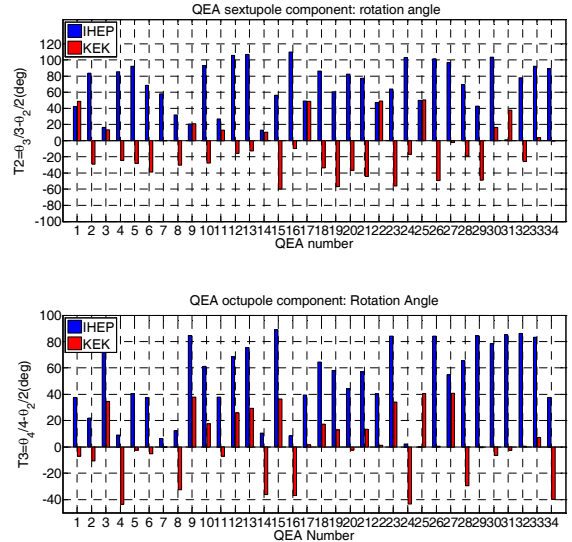 QEA sextupole component: rotation angle
IHEP
KEK
T2=θ3/3-θ2/2(deg)
120
100
80
60
40
20
0
-20
-40
-60
-80
-100
1 2 3 4 5 6 7 8 9 10 11 12 13 14 15 16 17 18 19 20 21 22 23 24 25 26 27 28 29 30 31 32 33 34
QEA number
QEA octupole component: Rotation Angle
IHEP
KEK
T3=θ4/4-θ2/2(deg)
100
80
60
40
20
0
-20
-40
1 2 3 4 5 6 7 8 9 10 11 12 13 14 15 16 17 18 19 20 21 22 23 24 25 26 27 28 29 30 31 32 33 34
QEA Number